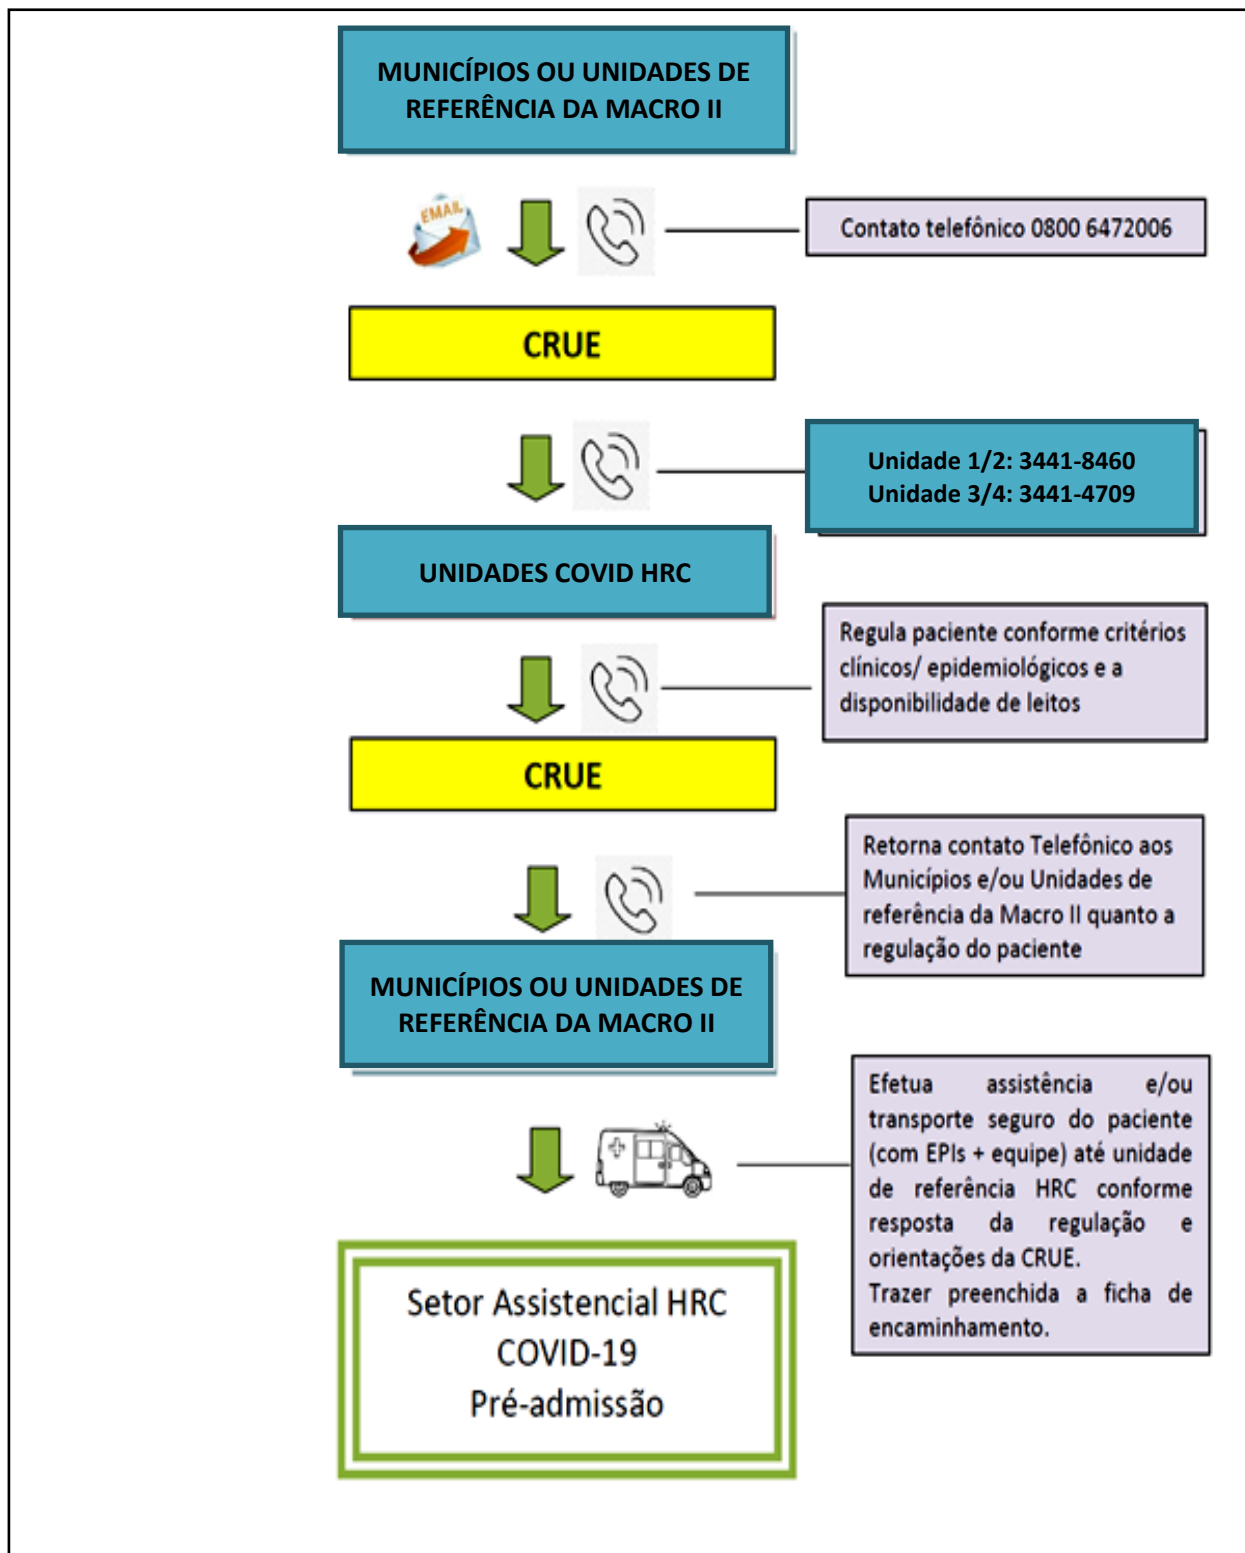 MUNICÍPIOS OU UNIDADES DE
REFERÊNCIA DA MACRO II
EMAIL
Contato telefônico 0800 6472006
CRUE
Unidade 1/2: 3441-8460
Unidade 3/4: 3441-4709
UNIDADES COVID HRC
Regula paciente conforme critérios
clínicos/ epidemiológicos e a
disponibilidade de leitos
CRUE
Retorna contato Telefônico aos
Municípios e/ou Unidades de
referência da Macro II quanto a
regulação do paciente
MUNICÍPIOS OU UNIDADES DE
REFERÊNCIA DA MACRO II
Efetua assistência e/ou
transporte seguro do paciente
(com EPIs + equipe) até unidade
de referência HRC conforme
resposta da regulação e
orientações da CRUE.
Trazer preenchida a ficha de
encaminhamento.
Setor Assistencial HRC
COVID-19
Pré-admissão